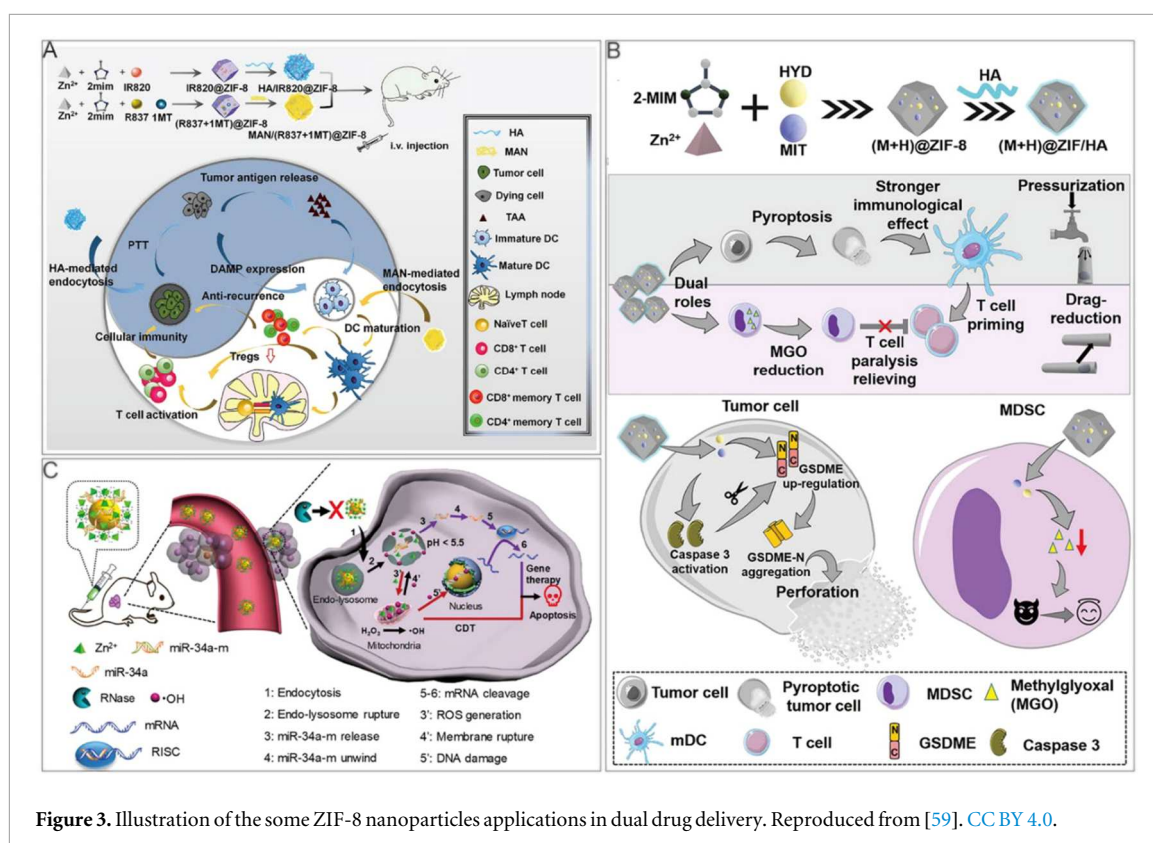 A
Zn²⁺ + 2mim + IR820
IR820@ZIF-8
HA/IR820@ZIF-8
Zn²⁺ + 2mim + R837 1MT
(R837+1MT)@ZIF-8
MAN/(R837+1MT)@ZIF-8
i.v. injection
Tumor antigen release
PTT
HA-mediated
endocytosis
DAMP expression
MAN-mediated
endocytosis
Anti-recurrence
Cellular immunity
DC maturation
Tregs
T cell activation
HA
MAN
Tumor cell
Dying cell
TAA
Immature DC
Mature DC
Lymph node
NaïveT cell
CD8⁺ T cell
CD4⁺ T cell
CD8⁺ memory T cell
CD4⁺ memory T cell
B
2-MIM
Zn²⁺
+
HYD
MIT
(M+H)@ZIF-8
HA
(M+H)@ZIF/HA
Dual
roles
Pyroptosis
Stronger
immunological
effect
Pressurization
MGO
reduction
T cell
paralysis
relieving
T cell
priming
Drag-
reduction
Tumor cell
N
C
N
C
GSDME
up-regulation
Caspase 3
activation
GSDME-N
aggregation
Perforation
MDSC
Tumor cell
Pyroptotic
tumor cell
MDSC
Methylglyoxal
(MGO)
mDC
T cell
N
C
GSDME
Caspase 3
C
RNase
1
2
3
4
5
6
pH < 5.5
3'
4'
5'
Endo-lysosome
Nucleus
Gene
therapy
Apoptosis
H₂O₂
·OH
CDT
Mitochondria
Zn²⁺
miR-34a-m
miR-34a
RNase
·OH
mRNA
RISC
1: Endocytosis
2: Endo-lysosome rupture
3: miR-34a-m release
4: miR-34a-m unwind
5-6: mRNA cleavage
3': ROS generation
4': Membrane rupture
5': DNA damage
Figure 3. Illustration of the some ZIF-8 nanoparticles applications in dual drug delivery. Reproduced from [59]. CC BY 4.0.